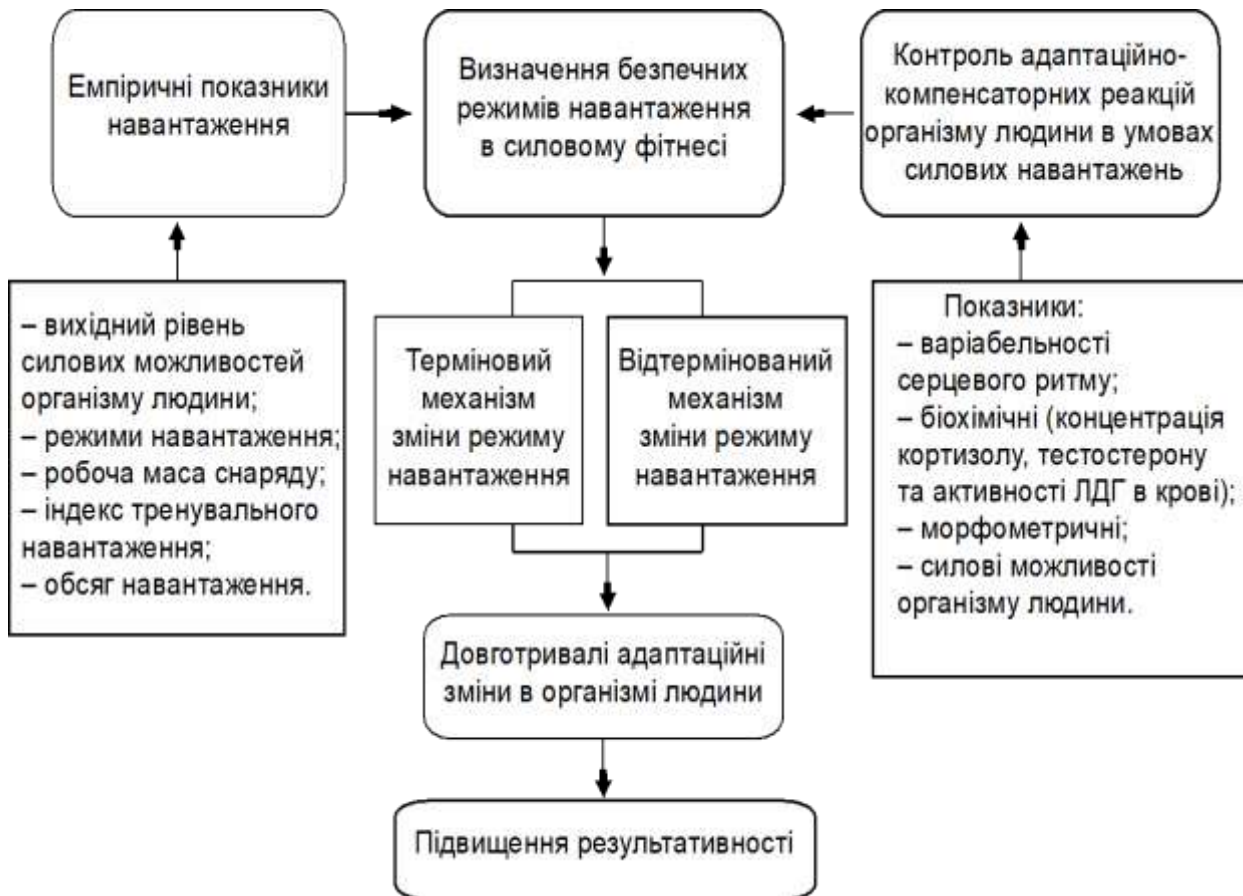 Емпіричні показники
навантаження
Визначення безпечних
режимів навантаження
в силовому фітнесі
Контроль адаптаційно-
компенсаторних реакцій
організму людини в умовах
силових навантажень
– вихідний рівень
силових можливостей
організму людини;
– режими навантаження;
– робоча маса снаряду;
– індекс тренувального
навантаження;
– обсяг навантаження.
Терміновий
механізм
зміни режиму
навантаження
Відтермінований
механізм
зміни режиму
навантаження
Показники:
– варіабельності
серцевого ритму;
– біохімічні (концентрація
кортизолу, тестостерону
та активності ЛДГ в крові);
– морфометричні;
– силові можливості
організму людини.
Довготривалі адаптаційні
зміни в організмі людини
Підвищення результативності